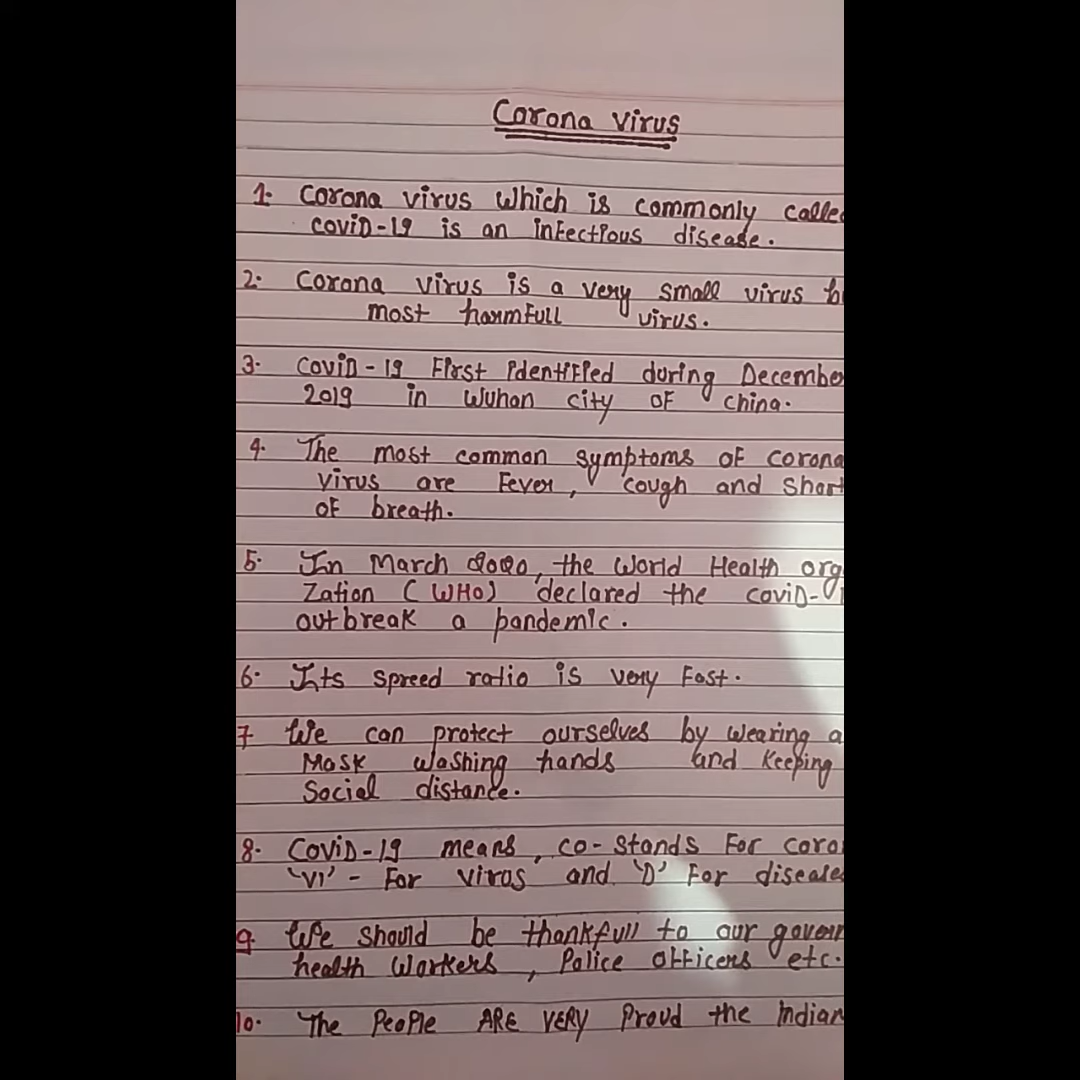 Corona virus
1. Corona virus which is commonly calle
coviD-19 is an infectious disease.
2. Corona virus is a very small virus b
most harmfull virus.
3. CoviD-19 First identified during Decembe
2019 in Wuhan city of china.
4. The most common symptoms of corona
virus are Fever, cough and short
of breath.
5. In March 2020, the World Health org
Zation (WHO) declared the coviD-1
outbreak a pandemic.
6. Its spreed ratio is very Fast.
7 We can protect ourselves by wearing a
Mask washing hands and keeping
Social distance.
8. CoviD-19 means, co-stands For coro
'VI' - For virus and 'D' For disease
9 We should be thankfull to our govern
health workers, Police officers etc.
10. The People ARE VERY Proud the Indian